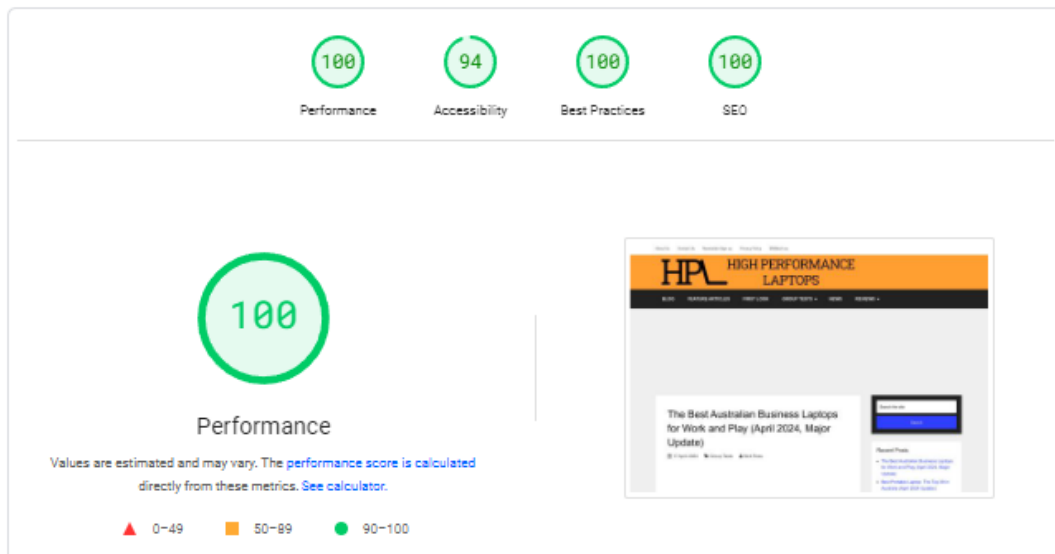 100
94
100
100
Performance
Accessibility
Best Practices
SEO
100
Performance
Values are estimated and may vary. The performance score is calculated
directly from these metrics. See calculator.
0–49
50–89
90–100
HPL
HIGH PERFORMANCE
LAPTOPS
BLOG
FEATURE ARTICLES
FIRST LOOK
GROUP TESTS
NEWS
REVIEWS
The Best Australian Business Laptops
for Work and Play (April 2024, Major
Update)
Recent Posts